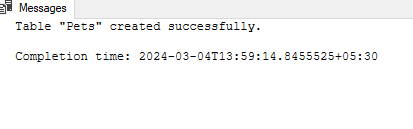 Messages
Table "Pets" created successfully.
Completion time: 2024-03-04T13:59:14.8455525+05:30